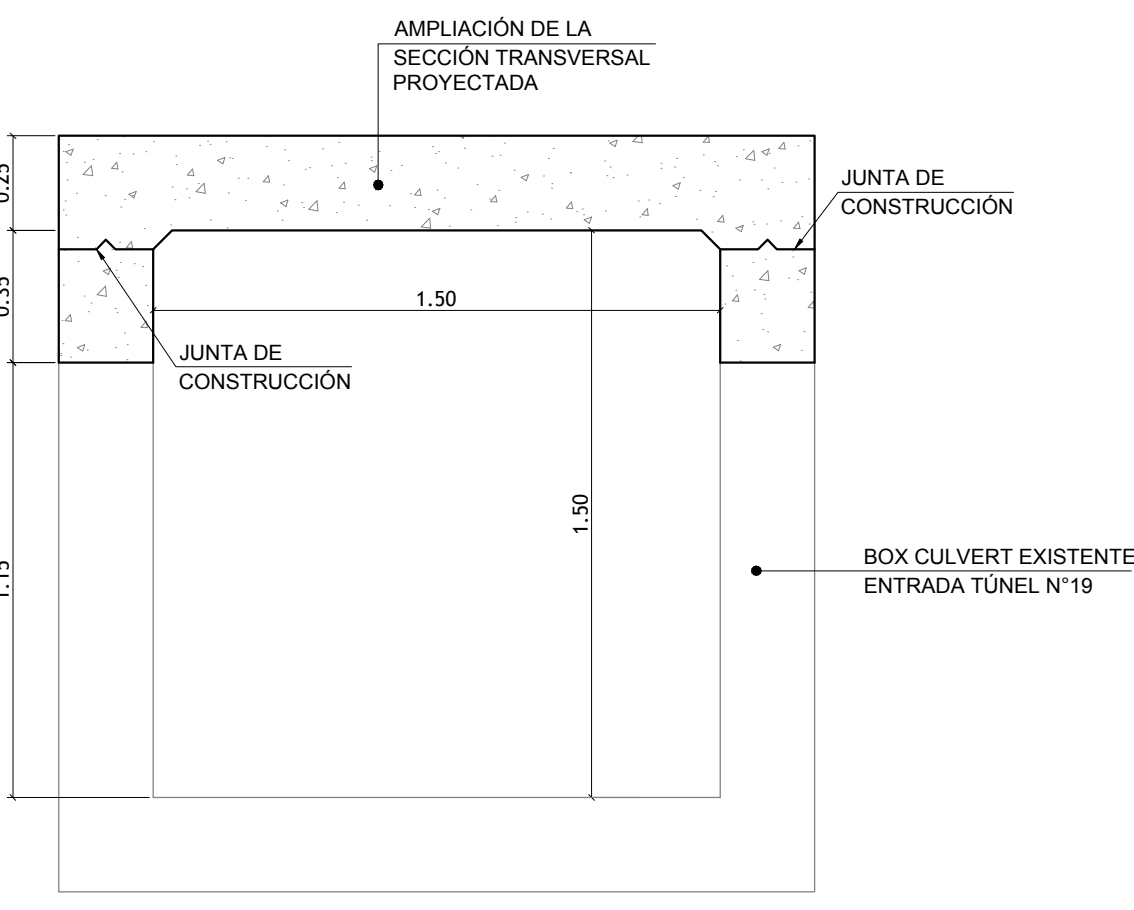 AMPLIACIÓN DE LA
SECCIÓN TRANSVERSAL
PROYECTADA
0.25
JUNTA DE
CONSTRUCCIÓN
0.35
1.50
JUNTA DE
CONSTRUCCIÓN
1.50
1.15
BOX CULVERT EXISTENTE
ENTRADA TÚNEL N°19